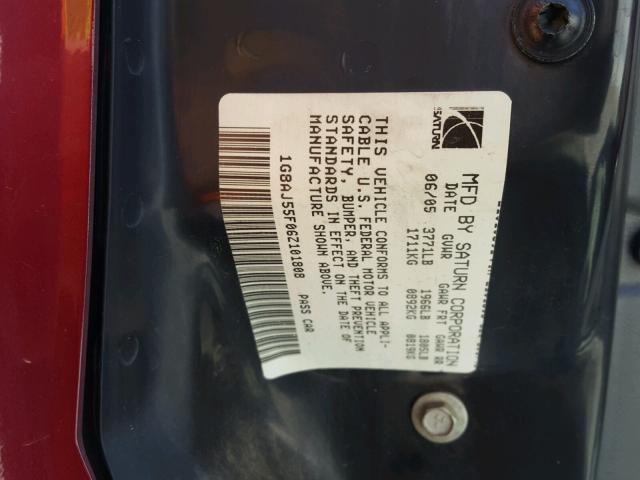 SATURN
MFD BY SATURN CORPORATION
DATE GVWR GAWR FRT GAWR RR
06/05 3771LB 1966LB 1805LB
1711KG 0892KG 0819KG
THIS VEHICLE CONFORMS TO ALL APPLI-
CABLE U.S. FEDERAL MOTOR VEHICLE
SAFETY, BUMPER, AND THEFT PREVENTION
STANDARDS IN EFFECT ON THE DATE OF
MANUFACTURE SHOWN ABOVE.
1G8AJ55F06Z101808 PASS CAR